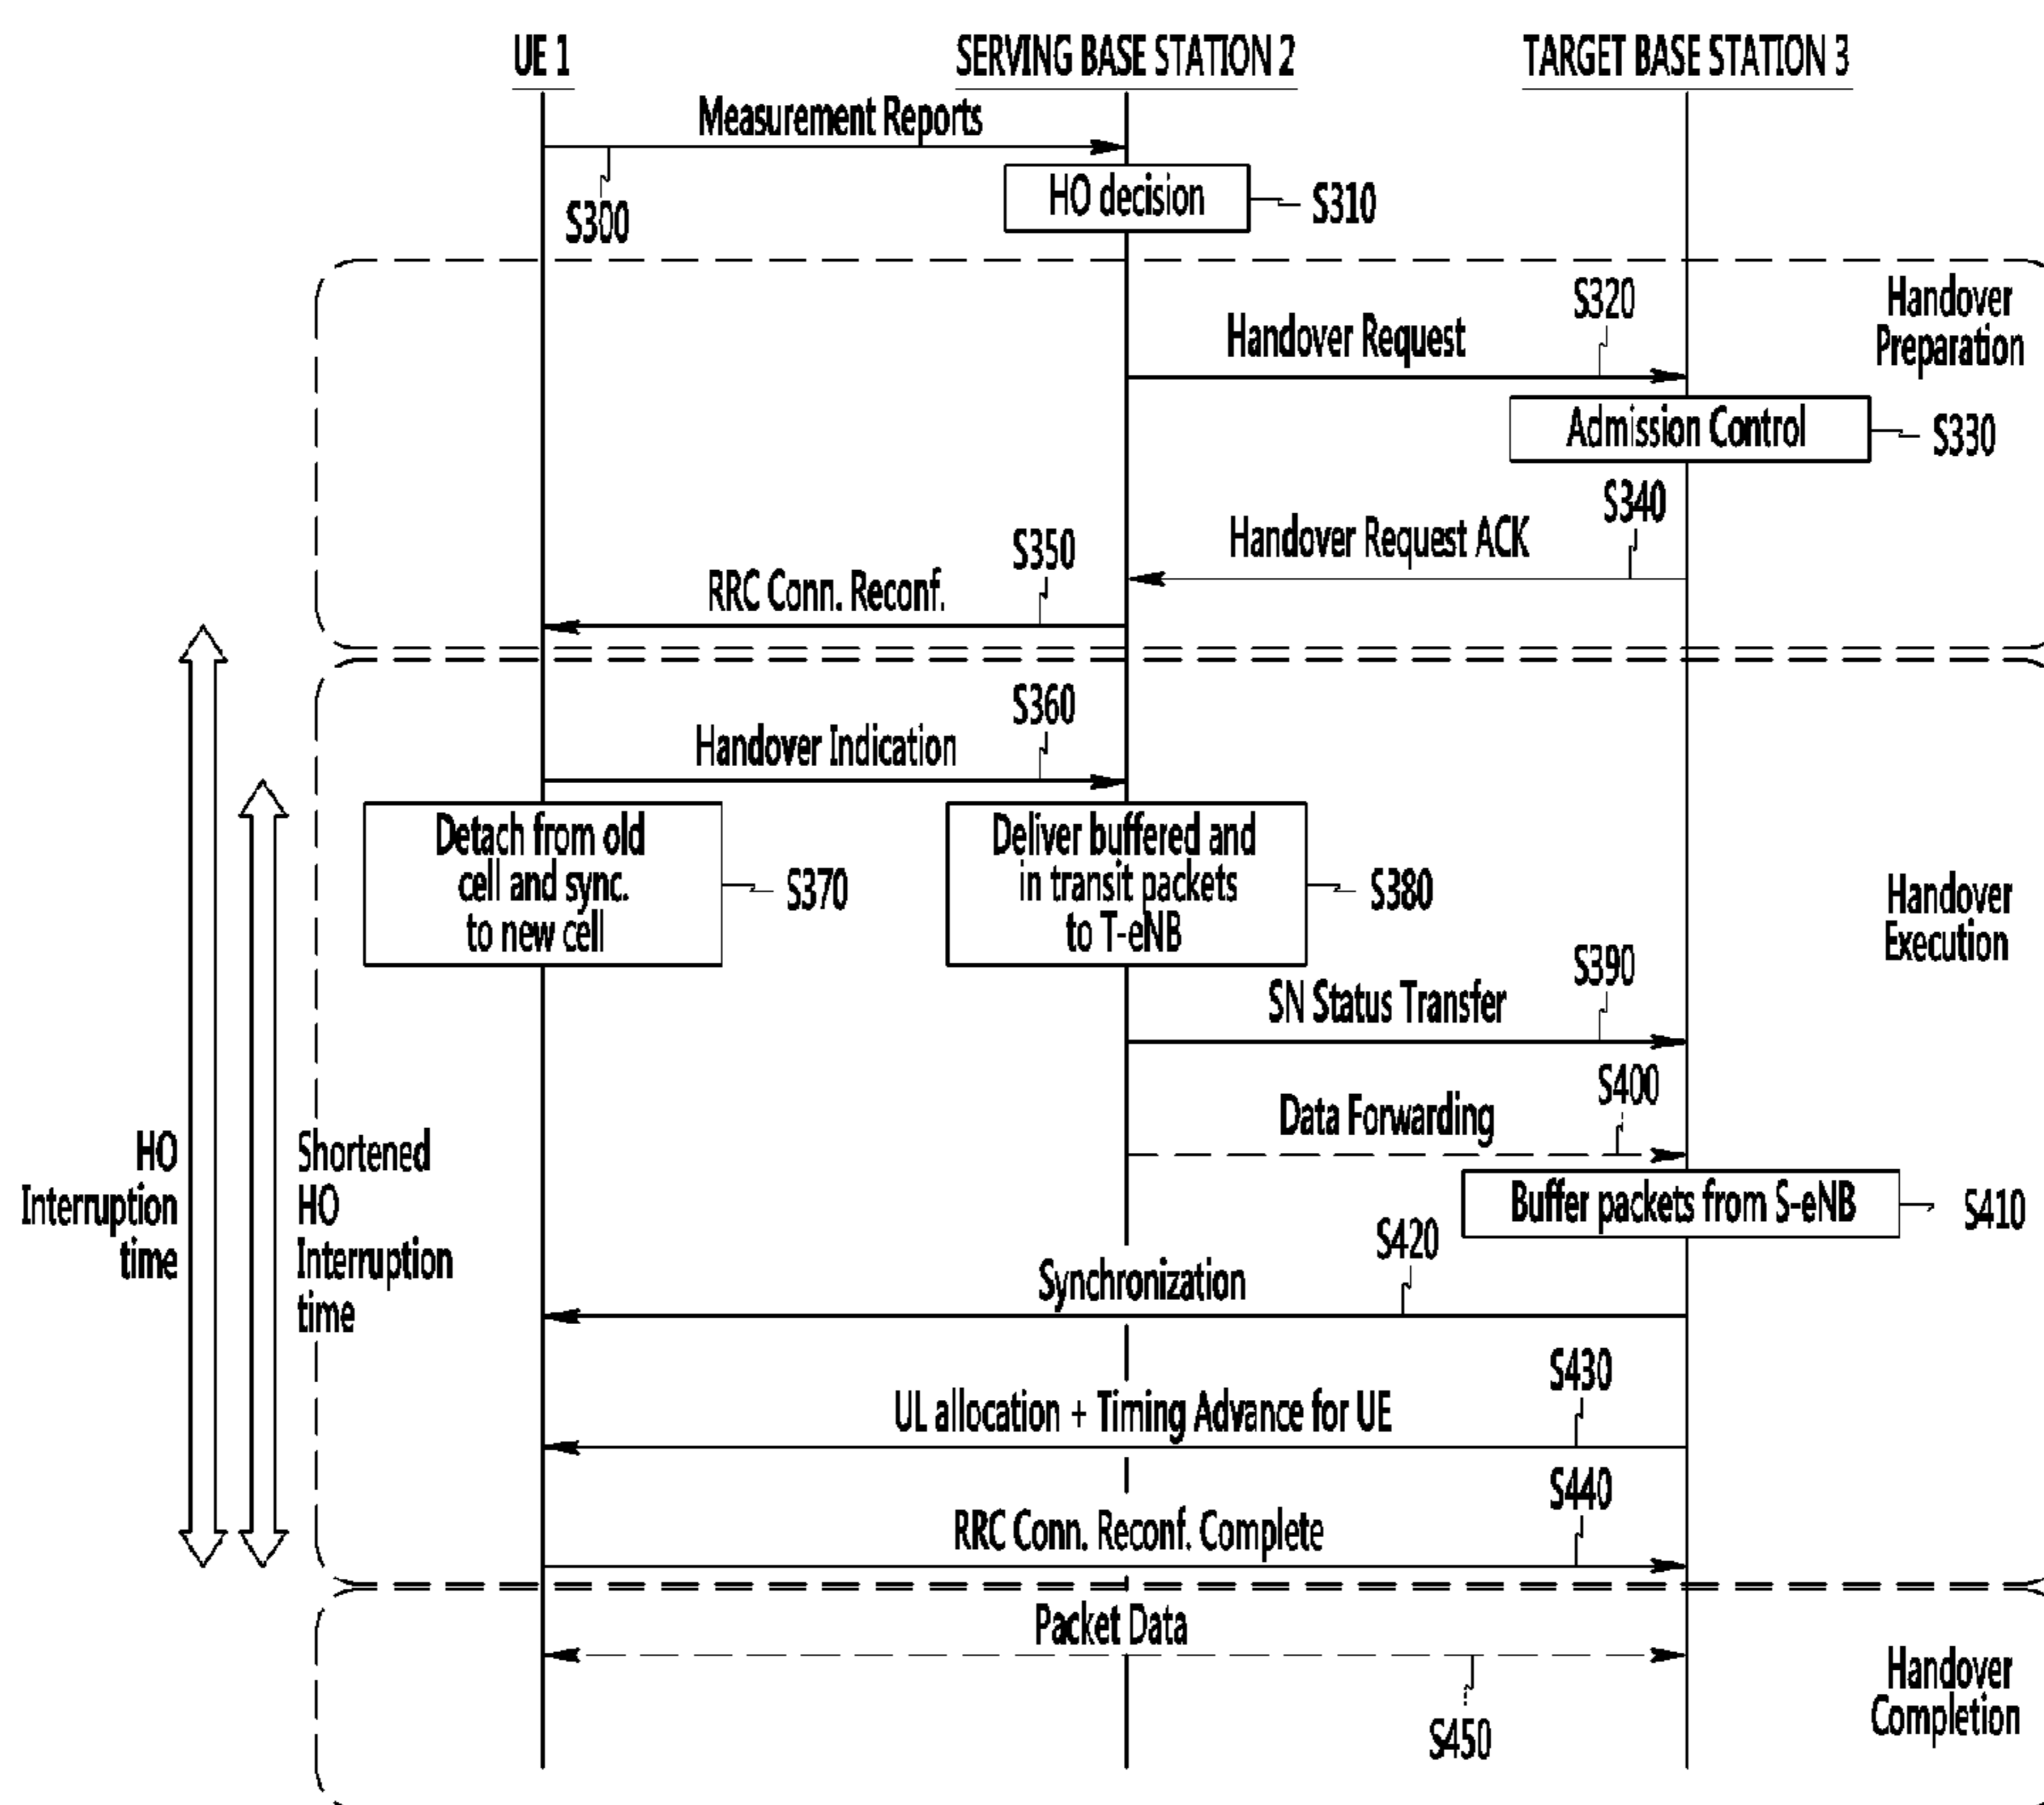 UE 1
SERVING BASE STATION 2
TARGET BASE STATION 3
Measurement Reports
S300
HO decision
S310
Handover
Preparation
S320
Handover Request
Admission Control
S330
S340
Handover Request ACK
S350
RRC Conn. Reconf.
S360
Handover Indication
Detach from old
cell and sync.
to new cell
S370
Deliver buffered and
in transit packets
to T-eNB
S380
Handover
Execution
S390
SN Status Transfer
S400
Data Forwarding
HO
Interruption
time
Shortened
HO
Interruption
time
Buffer packets from S-eNB
S410
S420
Synchronization
S430
UL allocation + Timing Advance for UE
S440
RRC Conn. Reconf. Complete
Packet Data
S450
Handover
Completion